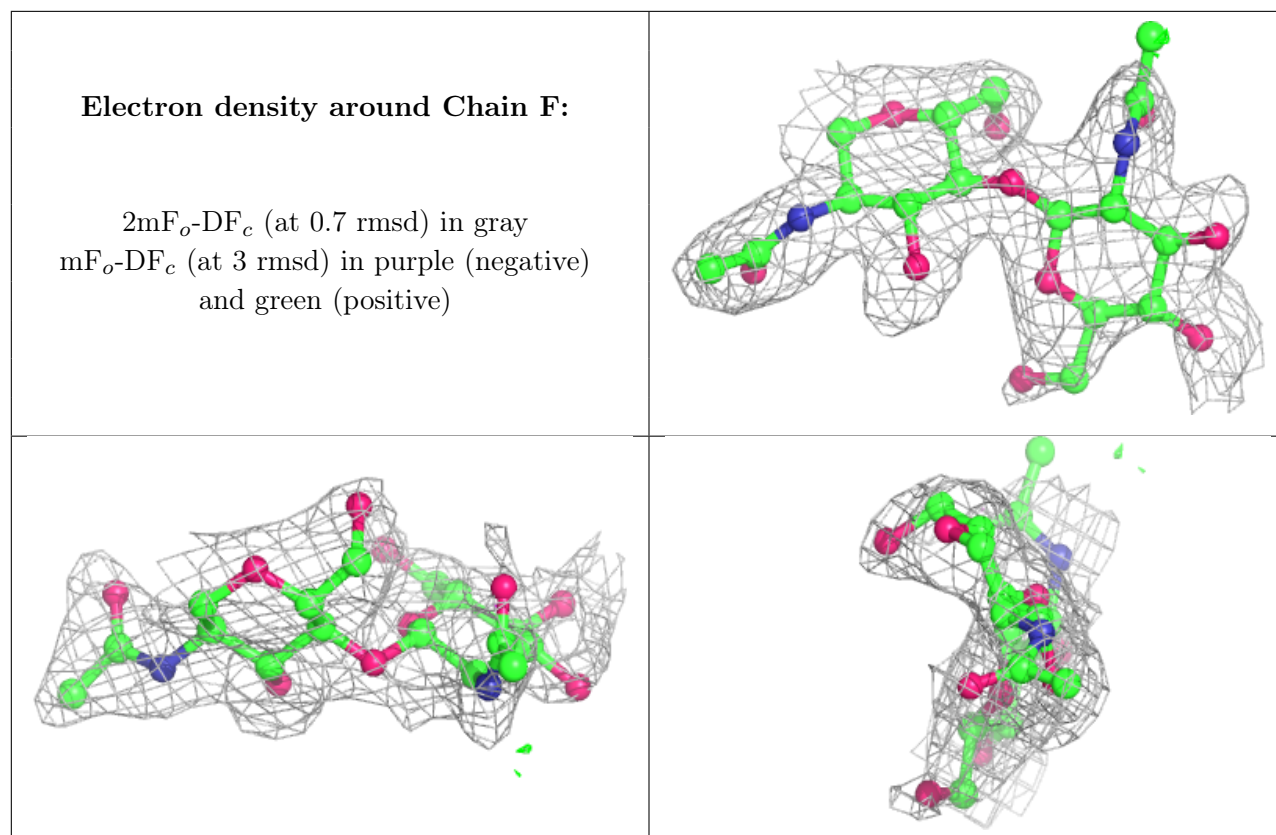 Electron density around Chain F:
2mFₒ-DF𝒸 (at 0.7 rmsd) in gray
mFₒ-DF𝒸 (at 3 rmsd) in purple (negative)
and green (positive)